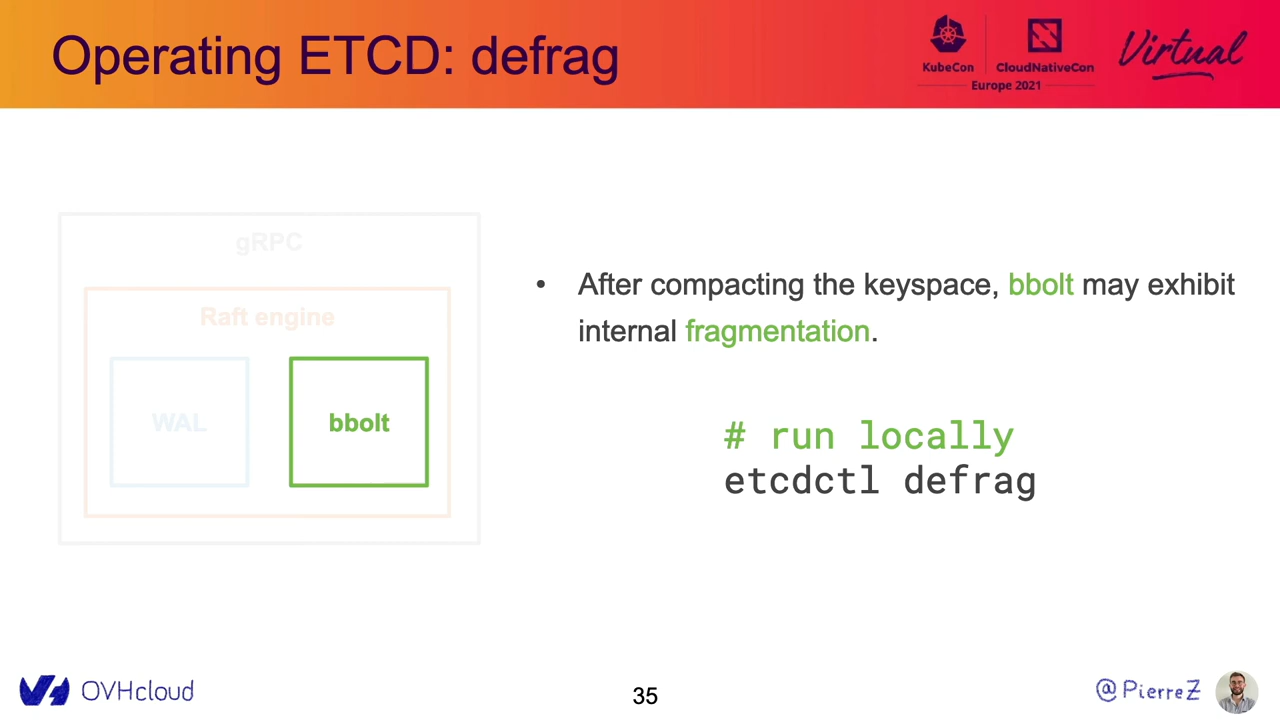 Operating ETCD: defrag
KubeCon
CloudNativeCon
Europe 2021
Virtual
gRPC
Raft engine
WAL
bbolt
• After compacting the keyspace, bbolt may exhibit
internal fragmentation.
# run locally
etcdctl defrag
OVHcloud
35
@PierreZ